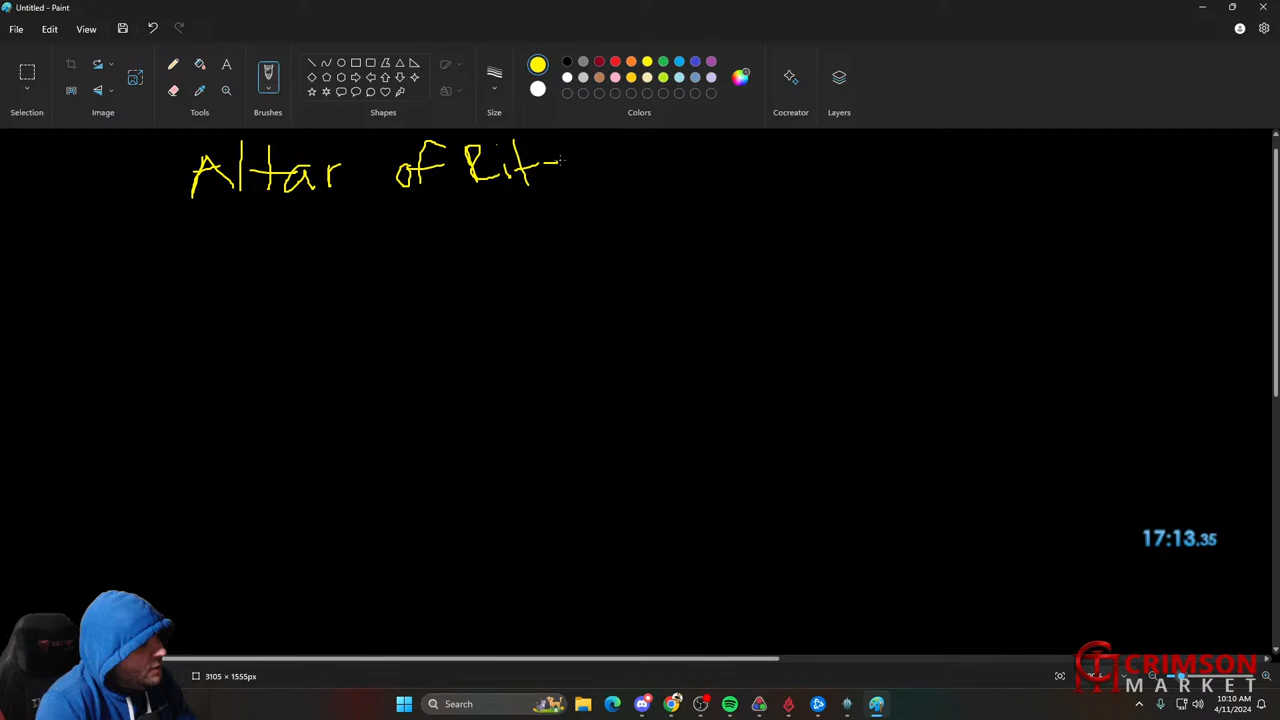 Untitled - Paint
File Edit View
Selection Image Tools Brushes Shapes Size Colors Cocreator Layers
Altar of Rit-
17:13.35
3105 × 1555px
CRIMSON
MARKET
Search
10:10 AM
4/11/2024